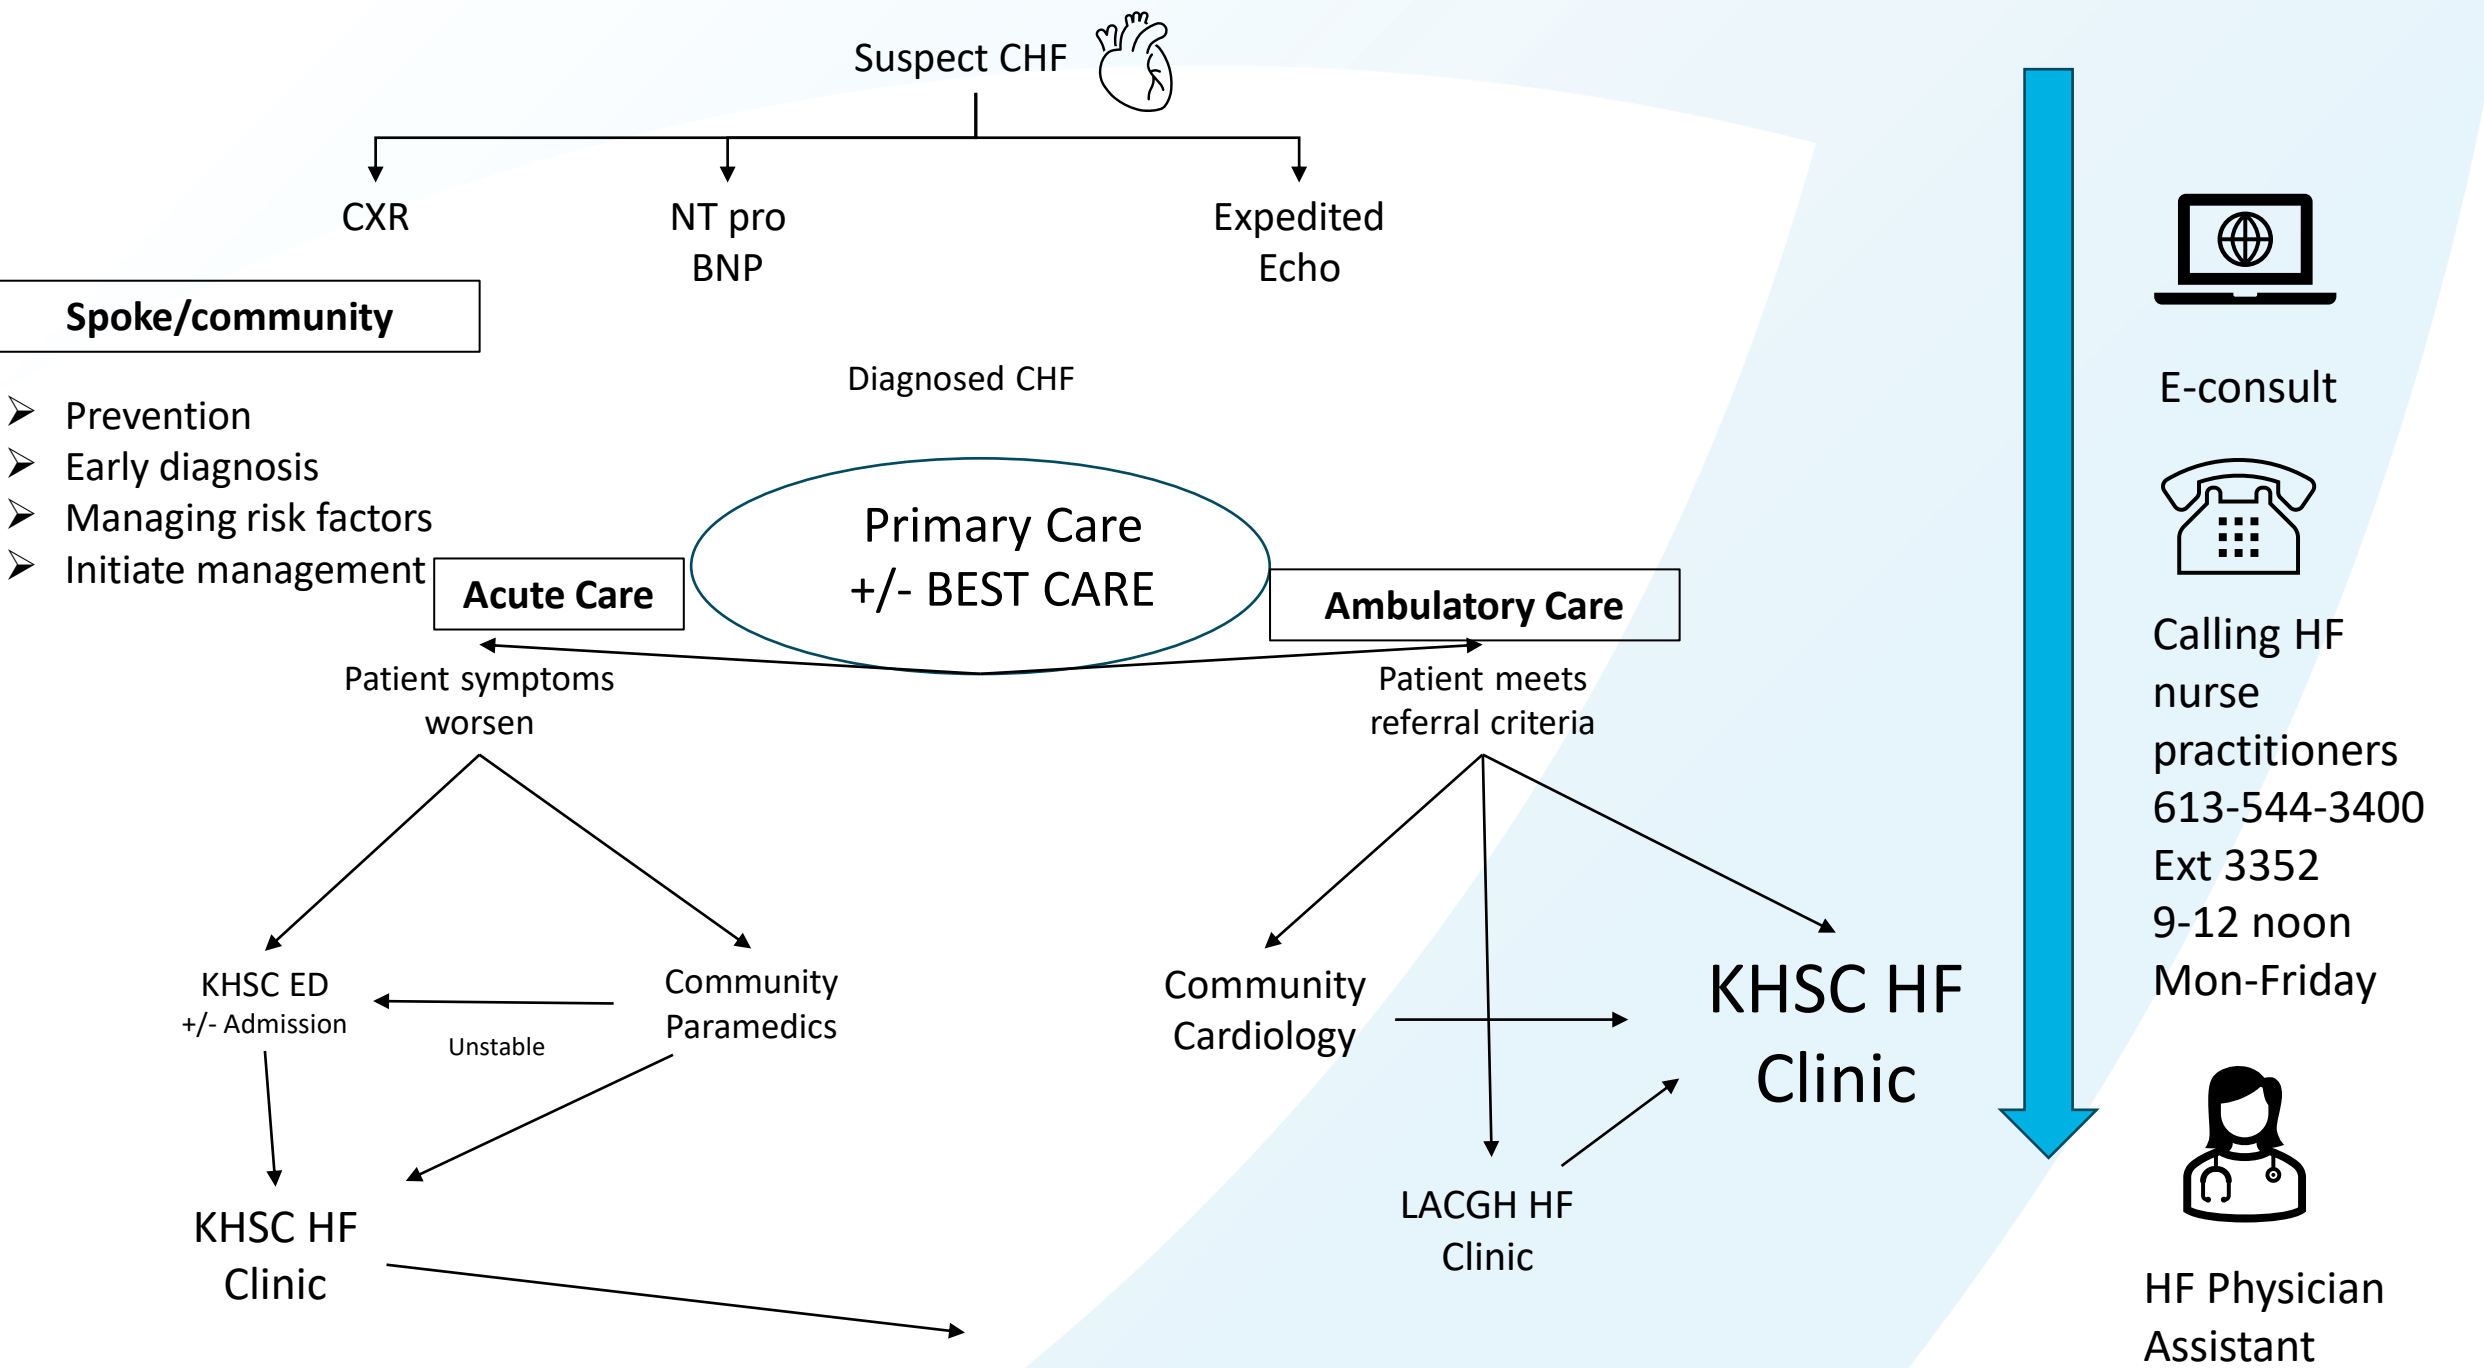 Suspect CHF
CXR
NT pro
BNP
Expedited
Echo
Spoke/community
Prevention
Early diagnosis
Managing risk factors
Initiate management
Diagnosed CHF
Primary Care
+/- BEST CARE
Acute Care
Patient symptoms
worsen
Ambulatory Care
Patient meets
referral criteria
KHSC ED
+/- Admission
Unstable
Community
Paramedics
KHSC HF
Clinic
Community
Cardiology
KHSC HF
Clinic
LACGH HF
Clinic
E-consult
Calling HF
nurse
practitioners
613-544-3400
Ext 3352
9-12 noon
Mon-Friday
HF Physician
Assistant